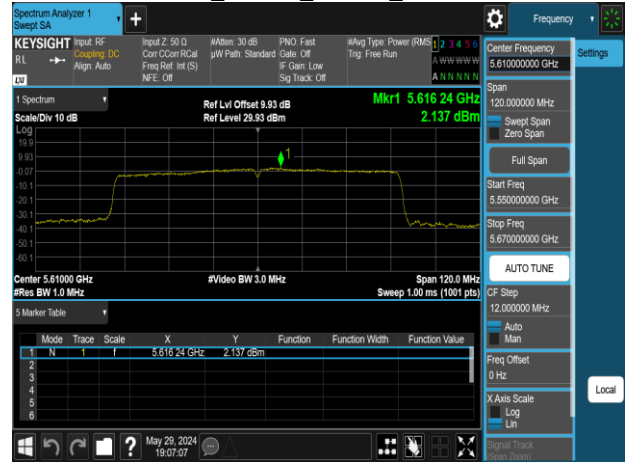 Spectrum Analyzer 1
Swept SA
+
Frequency
KEYSIGHT
RL
LXI
Input: RF
Coupling: DC
Align: Auto
Input Z: 50 Ω
Corr CCorr RCal
Freq Ref: Int (S)
NFE: Off
#Atten: 30 dB
µW Path: Standard
PNO: Fast
Gate: Off
IF Gain: Low
Sig Track: Off
#Avg Type: Power (RMS
Trig: Free Run
1 2 3 4 5 6
A W W W W W
A N N N N N
1 Spectrum
Scale/Div 10 dB
Ref Lvl Offset 9.93 dB
Ref Level 29.93 dBm
Mkr1 5.616 24 GHz
2.137 dBm
Log
19.9
9.93
-0.07
-10.1
-20.1
-30.1
-40.1
-50.1
-60.1
1
Center 5.61000 GHz
#Res BW 1.0 MHz
#Video BW 3.0 MHz
Span 120.0 MHz
Sweep 1.00 ms (1001 pts)
5 Marker Table
Mode Trace Scale X Y Function Function Width Function Value
1 N 1 f 5.616 24 GHz 2.137 dBm
2
3
4
5
6
May 29, 2024
19:07:07
?
Center Frequency
5.610000000 GHz
Settings
Span
120.000000 MHz
Swept Span
Zero Span
Full Span
Start Freq
5.550000000 GHz
Stop Freq
5.670000000 GHz
AUTO TUNE
CF Step
12.000000 MHz
Auto
Man
Freq Offset
0 Hz
X Axis Scale
Log
Lin
Local
Signal Track
(Span Zoom)